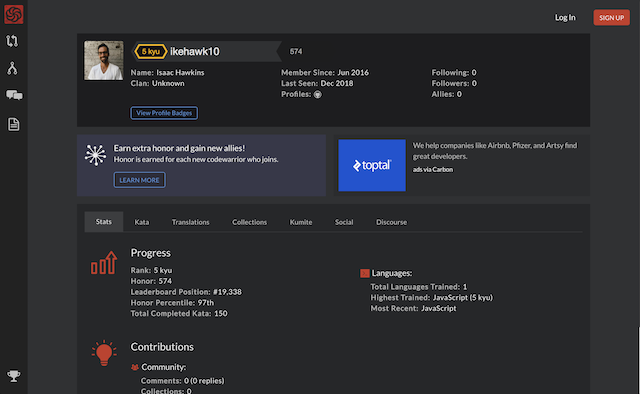 Log In
SIGN UP
5 kyu
ikehawk10
574
Name: Isaac Hawkins
Clan: Unknown
Member Since: Jun 2016
Last Seen: Dec 2018
Profiles:
Following: 0
Followers: 0
Allies: 0
View Profile Badges
Earn extra honor and gain new allies!
Honor is earned for each new codewarrior who joins.
LEARN MORE
toptal
We help companies like Airbnb, Pfizer, and Artsy find
great developers.
ads via Carbon
Stats Kata Translations Collections Kumite Social Discourse
Progress
Rank: 5 kyu
Honor: 574
Leaderboard Position: #19,338
Honor Percentile: 97th
Total Completed Kata: 150
Languages:
Total Languages Trained: 1
Highest Trained: JavaScript (5 kyu)
Most Recent: JavaScript
Contributions
Community:
Comments: 0 (0 replies)
Collections: 0